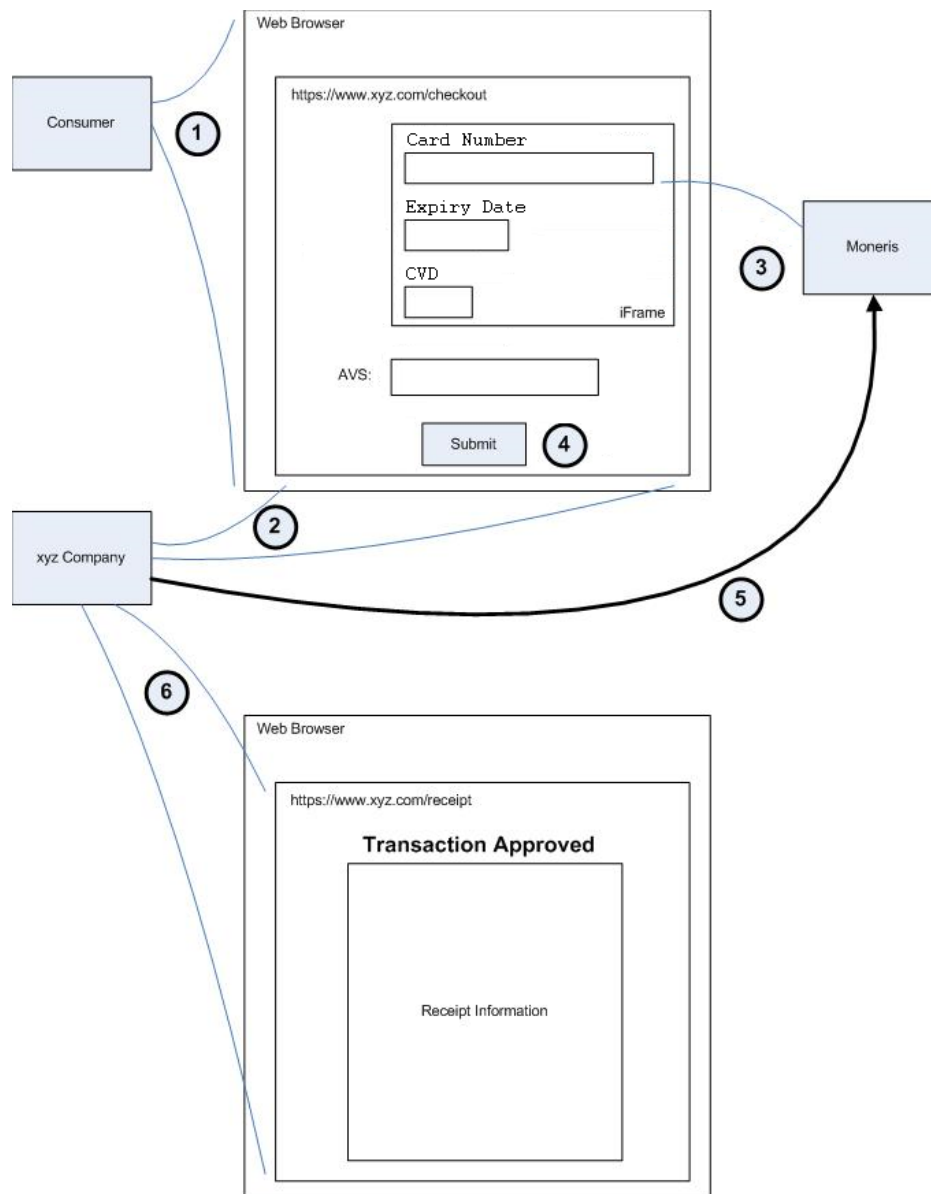 Web Browser
https://www.xyz.com/checkout
Consumer
1
Card Number
Expiry Date
CVD
iFrame
3
Moneris
AVS:
Submit
4
2
xyz Company
5
6
Web Browser
https://www.xyz.com/receipt
Transaction Approved
Receipt Information